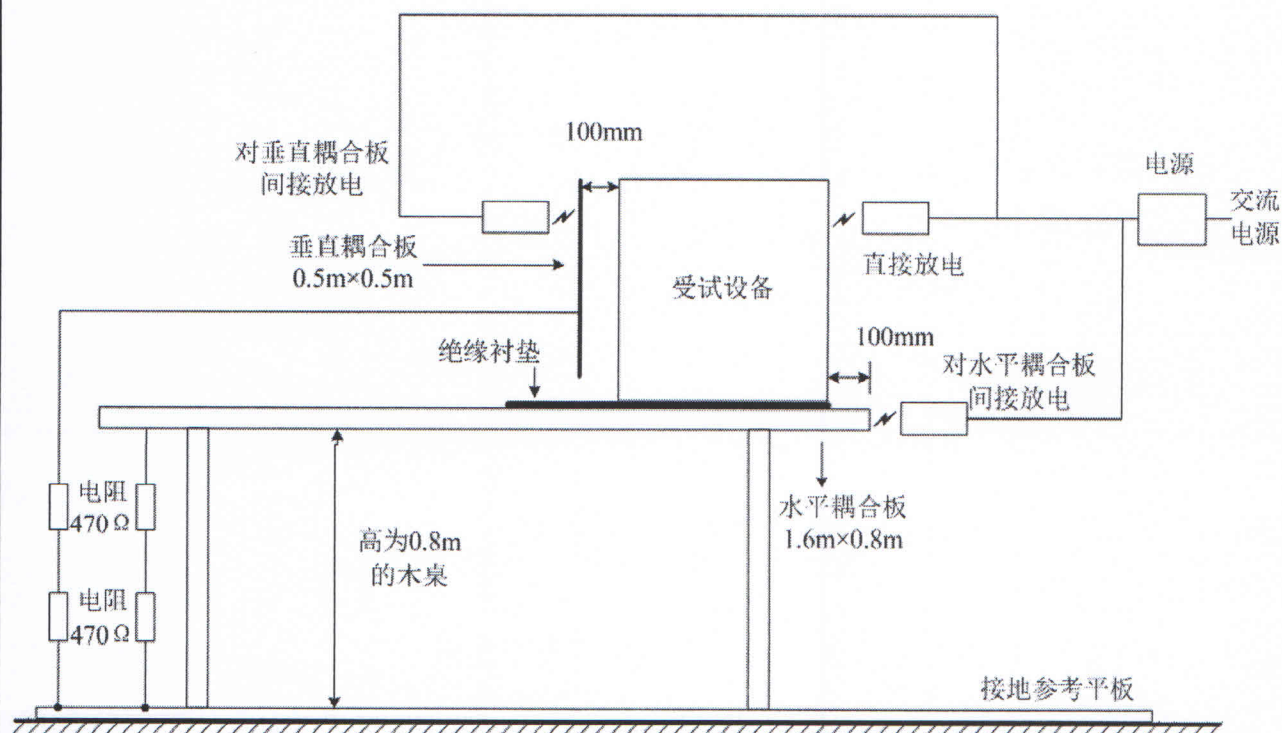 100mm
对垂直耦合板
间接放电
电源
交流
电源
垂直耦合板
0.5m×0.5m
直接放电
受试设备
绝缘衬垫
100mm
对水平耦合板
间接放电
电阻
470Ω
高为0.8m
的木桌
水平耦合板
1.6m×0.8m
电阻
470Ω
接地参考平板